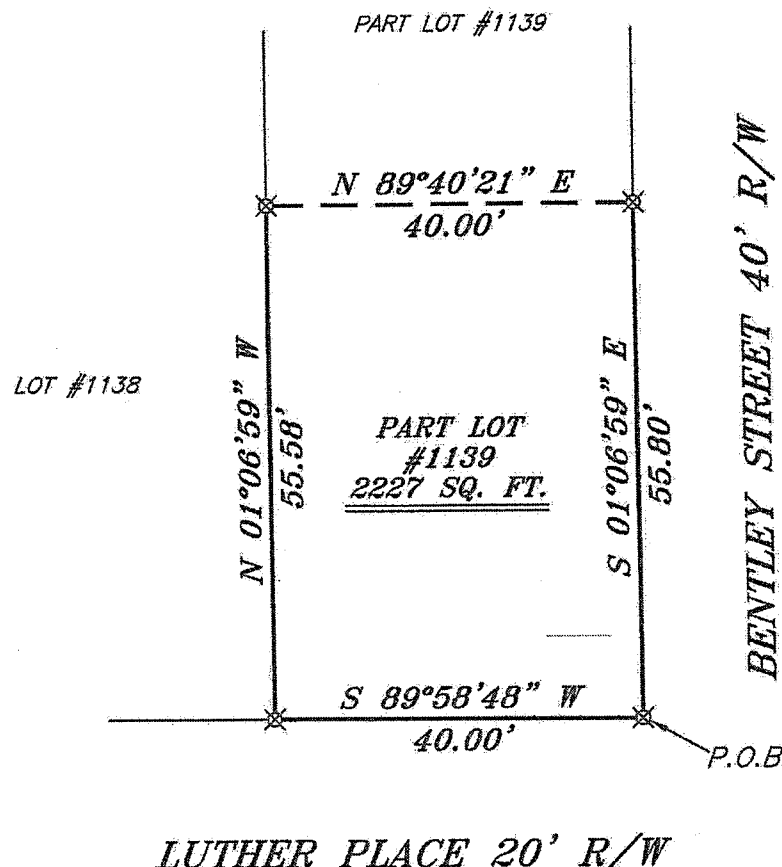 PART LOT #1139
N 89°40'21" E
40.00'
BENTLEY STREET 40' R/W
N 01°06'59" W
55.58'
S 01°06'59" E
55.80'
LOT #1138
PART LOT
#1139
2227 SQ. FT.
S 89°58'48" W
40.00'
P.O.B
LUTHER PLACE 20' R/W